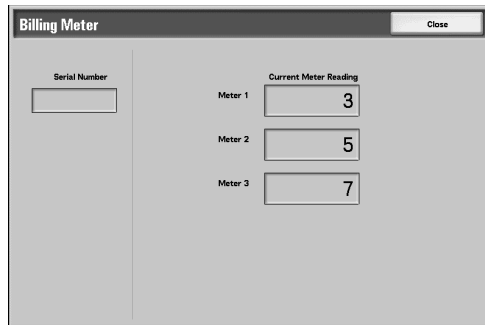 Billing Meter
Close
Serial Number
Current Meter Reading
Meter 1
3
Meter 2
5
Meter 3
7